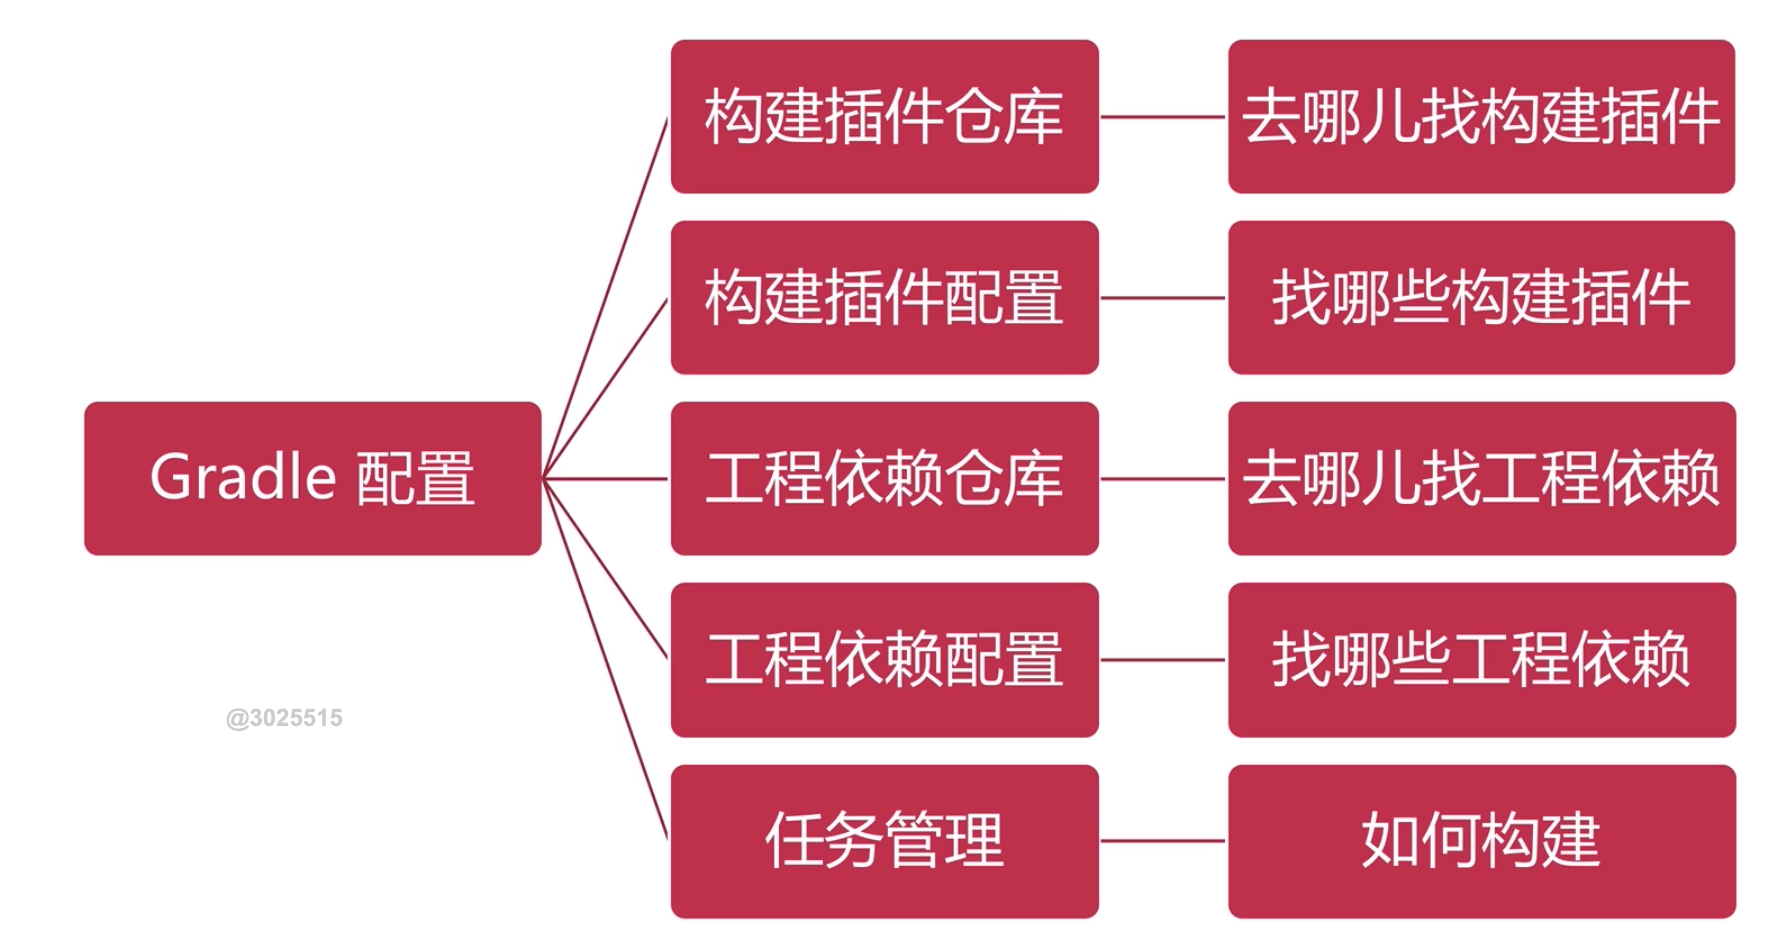 构建插件仓库
去哪儿找构建插件
构建插件配置
找哪些构建插件
Gradle 配置
工程依赖仓库
去哪儿找工程依赖
工程依赖配置
找哪些工程依赖
@3025515
任务管理
如何构建